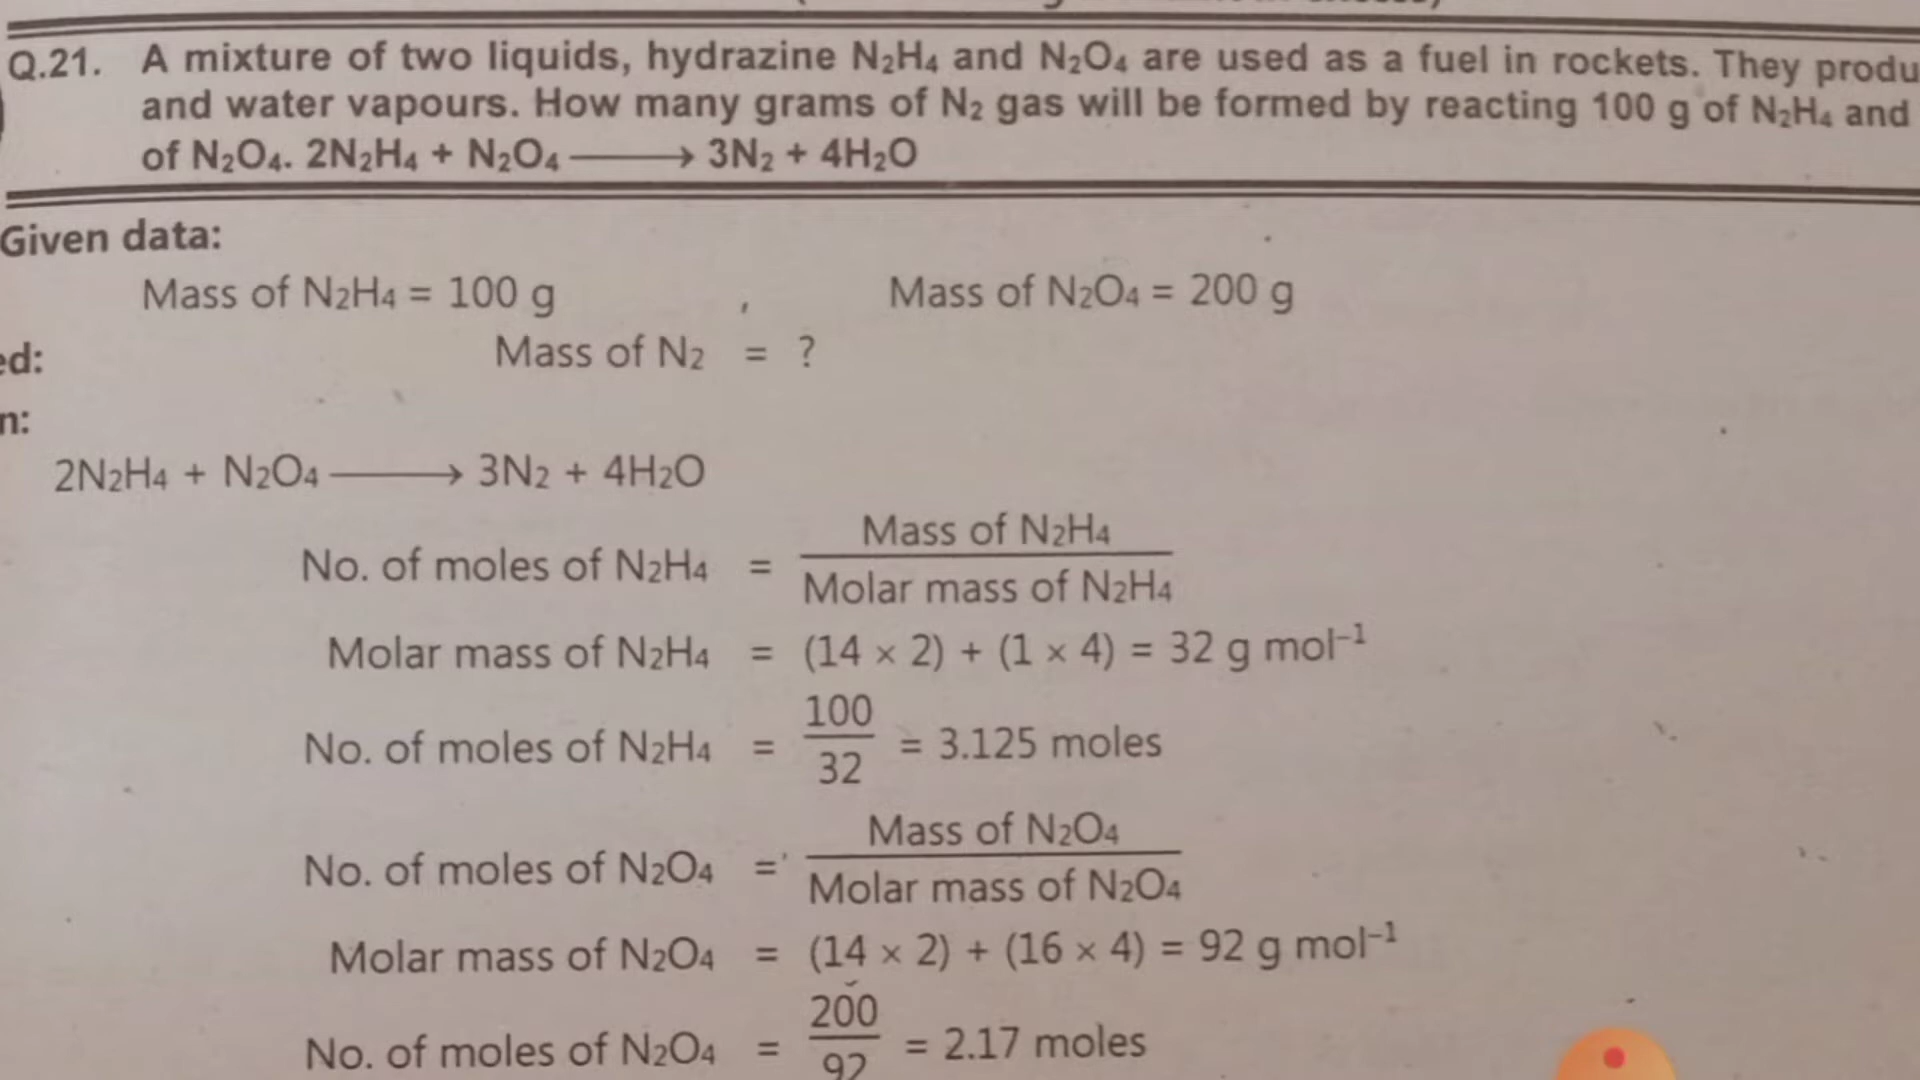 Q.21. A mixture of two liquids, hydrazine N₂H₄ and N₂O₄ are used as a fuel in rockets. They produ
and water vapours. How many grams of N₂ gas will be formed by reacting 100 g of N₂H₄ and
of N₂O₄. 2N₂H₄ + N₂O₄ ⟶ 3N₂ + 4H₂O
Given data:
Mass of N₂H₄ = 100 g , Mass of N₂O₄ = 200 g
ed: Mass of N₂ = ?
n:
2N₂H₄ + N₂O₄ ⟶ 3N₂ + 4H₂O
No. of moles of N₂H₄ = Mass of N₂H₄ / Molar mass of N₂H₄
Molar mass of N₂H₄ = (14 × 2) + (1 × 4) = 32 g mol⁻¹
No. of moles of N₂H₄ = 100 / 32 = 3.125 moles
No. of moles of N₂O₄ = Mass of N₂O₄ / Molar mass of N₂O₄
Molar mass of N₂O₄ = (14 × 2) + (16 × 4) = 92 g mol⁻¹
No. of moles of N₂O₄ = 200 / 92 = 2.17 moles